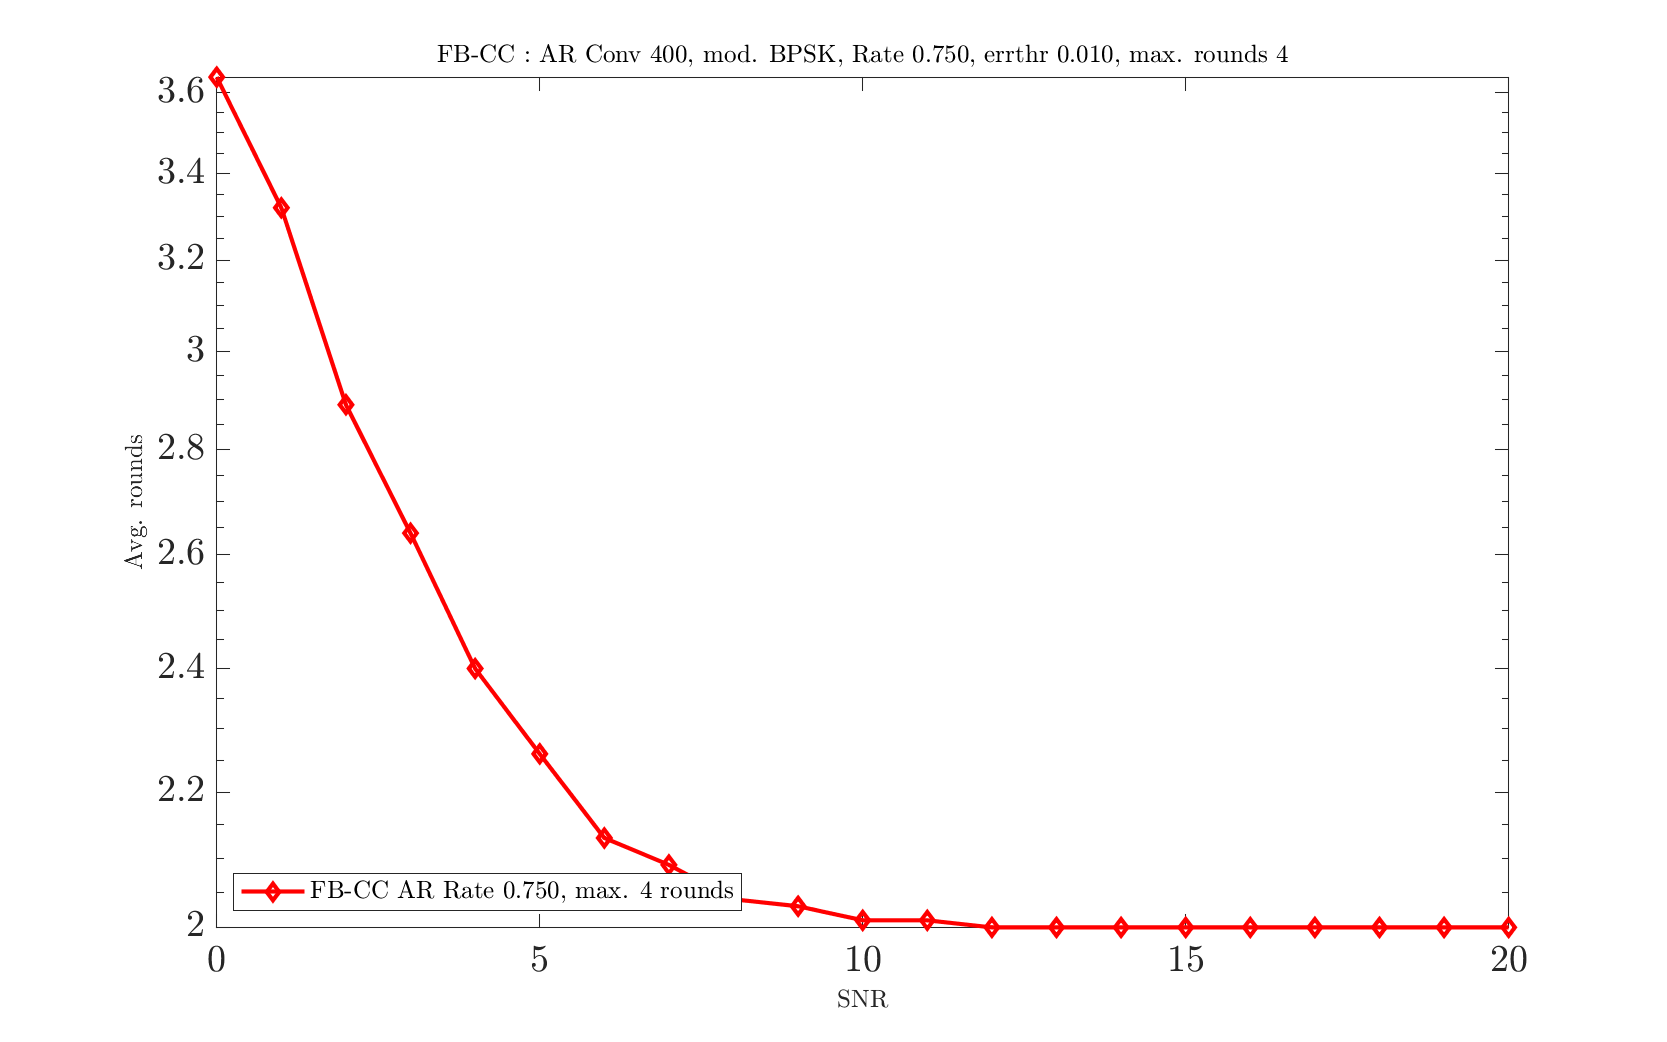 FB-CC : AR Conv 400, mod. BPSK, Rate 0.750, errthr 0.010, max. rounds 4
3.6
3.4
3.2
3
2.8
2.6
2.4
2.2
2
Avg. rounds
FB-CC AR Rate 0.750, max. 4 rounds
0 5 10 15 20
SNR